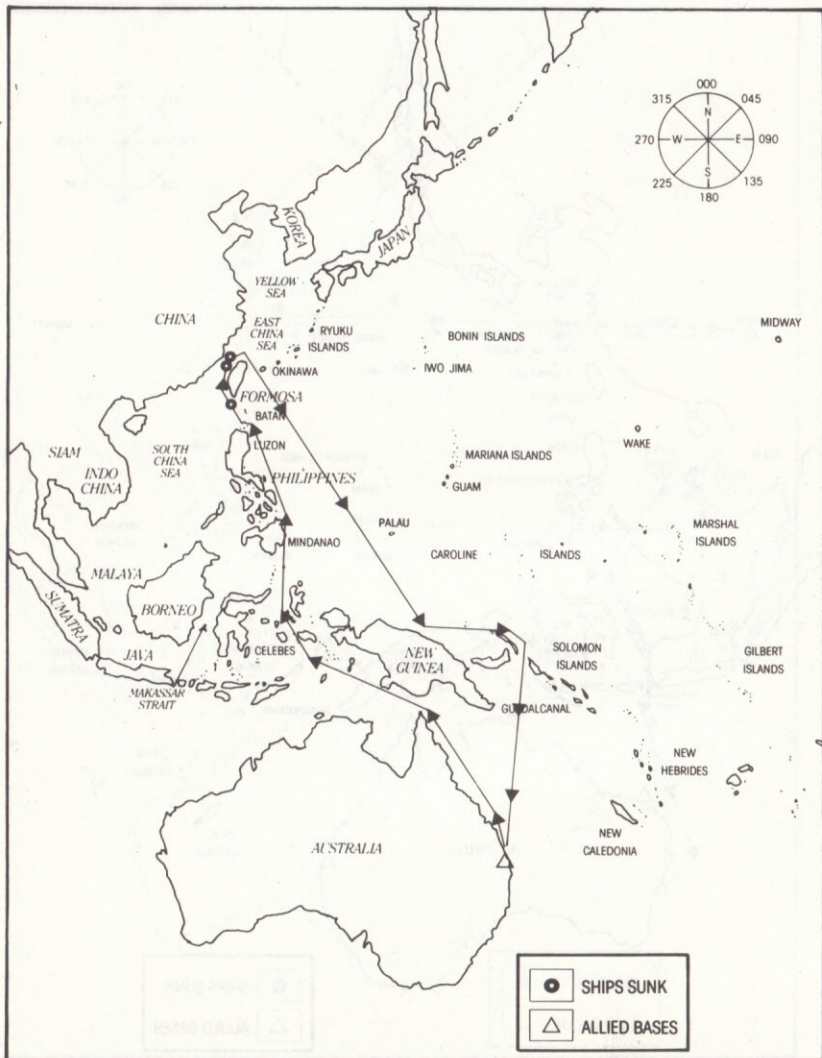 000
315
045
N
270
W
E
090
S
225
135
180
KOREA
JAPAN
YELLOW
SEA
CHINA
EAST
CHINA
SEA
RYUKU
ISLANDS
BONIN ISLANDS
MIDWAY
OKINAWA
IWO JIMA
FORMOSA
BATAN
LUZON
WAKE
SIAM
INDO
CHINA
SOUTH
CHINA
SEA
MARIANA ISLANDS
GUAM
PHILIPPINES
PALAU
MARSHAL
ISLANDS
MINDANAO
CAROLINE
ISLANDS
MALAYA
BORNEO
SUMATRA
JAVA
CELEBES
NEW
GUINEA
SOLOMON
ISLANDS
GILBERT
ISLANDS
MAKASSAR
STRAIT
GUADALCANAL
NEW
HEBRIDES
NEW
CALEDONIA
AUSTRALIA
SHIPS SUNK
ALLIED BASES